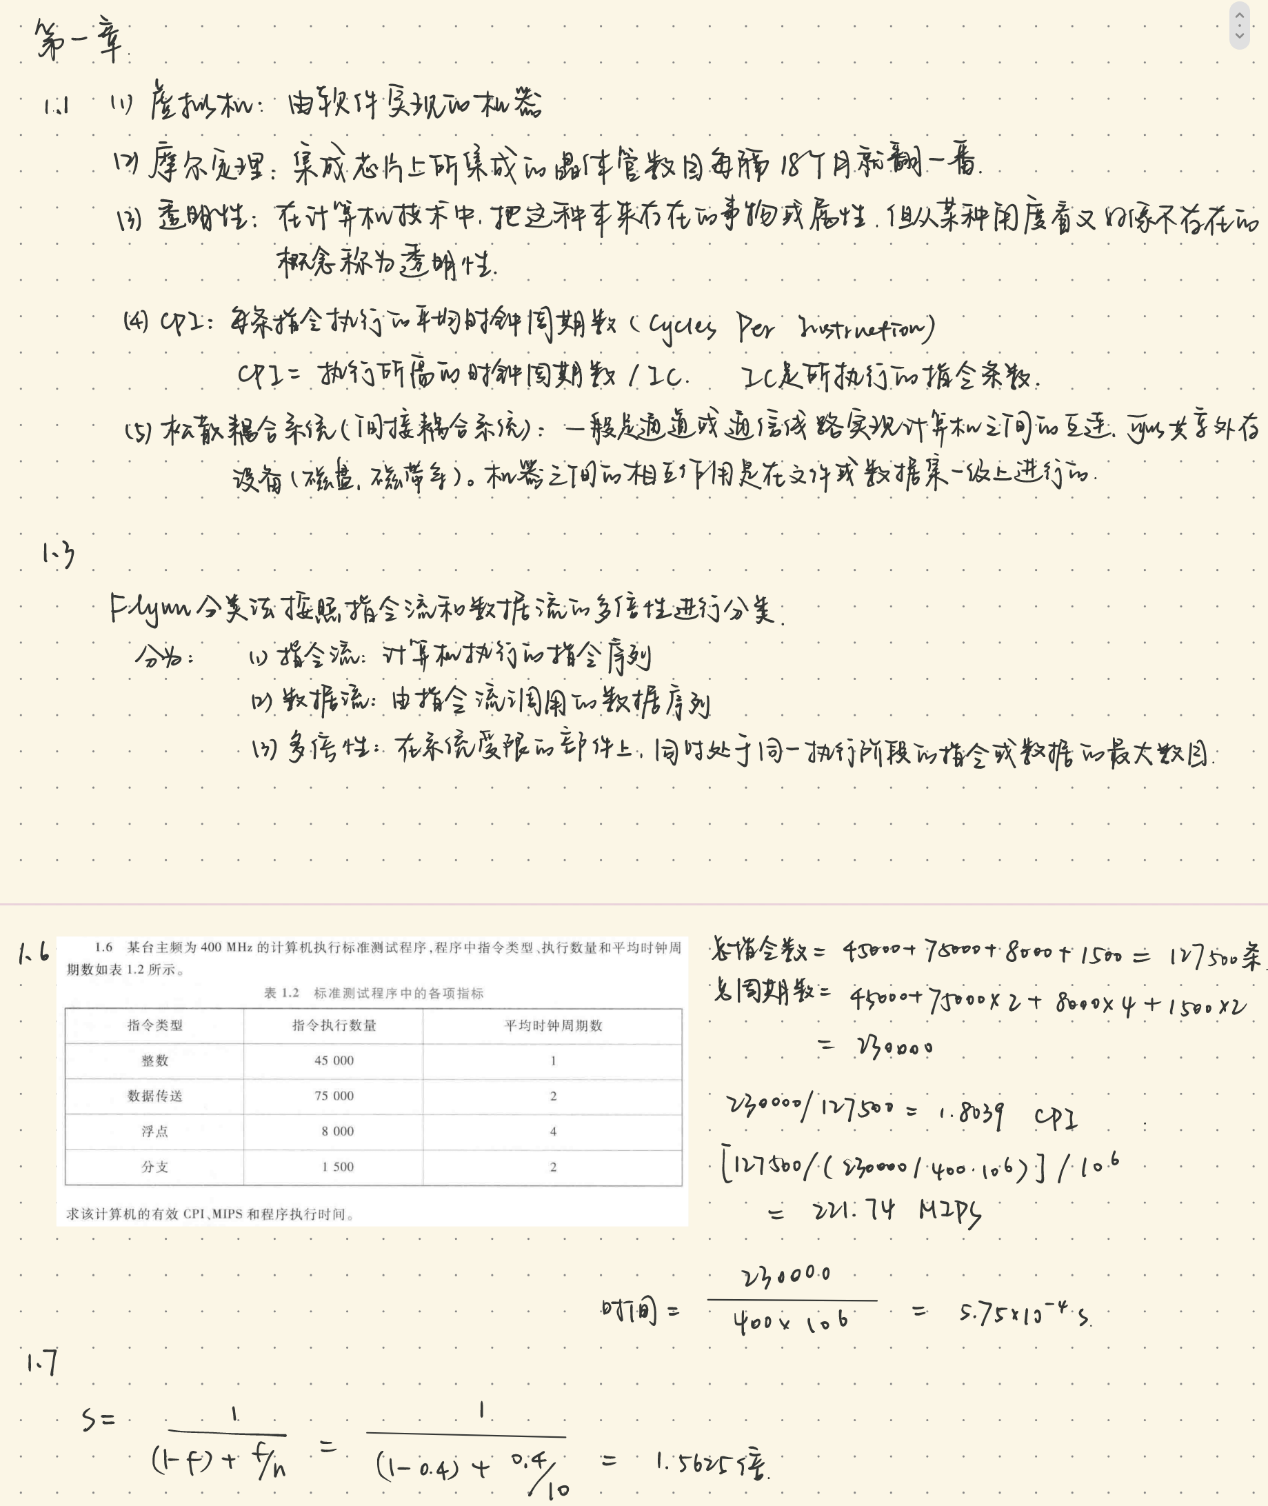 第一章
1.1 (1) 虚拟机: 由软件实现的机器
(2) 摩尔定理: 集成芯片上所集成的晶体管数目每隔18个月就翻一番.
(3) 透明性: 在计算机技术中, 把这种本来存在的事物或属性, 但从某种角度看又好像不存在的
概念称为透明性.
(4) CPI: 每条指令执行的平均时钟周期数 (Cycles Per Instruction)
CPI = 执行所需的时钟周期数 / IC. IC是所执行的指令条数.
(5) 松散耦合系统(间接耦合系统): 一般是通道或通信线路实现计算机之间的互连, 可以共享外存
设备(磁盘, 磁带等)。机器之间的相互作用是在文件或数据集一级上进行的.
1.3
Flynn分类法按照指令流和数据流的多倍性进行分类.
分为: (1) 指令流: 计算机执行的指令序列
(2) 数据流: 由指令流调用的数据序列
(3) 多倍性: 在系统受限的部件上, 同时处于同一执行阶段的指令或数据的最大数目.
1.6
1.6 某台主频为 400 MHz 的计算机执行标准测试程序,程序中指令类型、执行数量和平均时钟周
期数如表 1.2 所示。
表 1.2 标准测试程序中的各项指标
指令类型 指令执行数量 平均时钟周期数
整数 45 000 1
数据传送 75 000 2
浮点 8 000 4
分支 1 500 2
求该计算机的有效 CPI、MIPS 和程序执行时间。
总指令数 = 45000 + 75000 + 8000 + 1500 = 127500条
总周期数 = 45000 + 75000×2 + 8000×4 + 1500×2
= 230000
230000/127500 = 1.8039 CPI
[127500/(230000/400·10⁶)]/10⁶
= 221.74 MIPS
时间 = 230000 / 400×10⁶ = 5.75×10⁻⁴ s.
1.7
S = 1 / (1-f) + f/n = 1 / (1-0.4) + 0.4/10 = 1.5625倍.